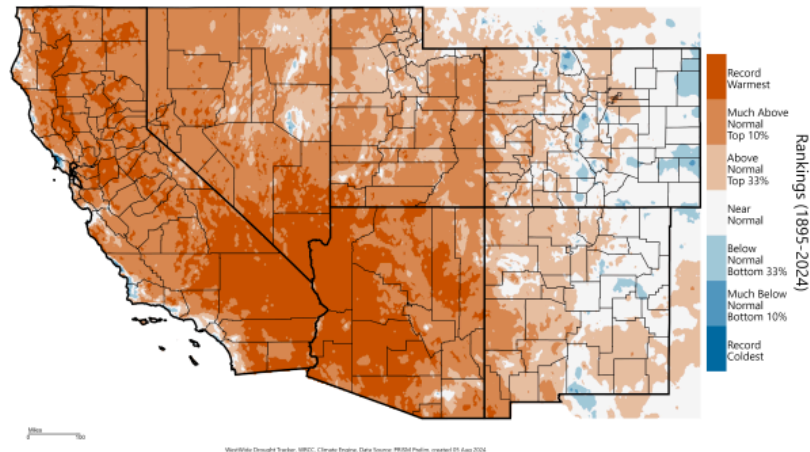 Record
Warmest
Much Above
Normal
Top 10%
Above
Normal
Top 33%
Near
Normal
Below
Normal
Bottom 33%
Much Below
Normal
Bottom 10%
Record
Coldest
Rankings (1895-2024)
Miles
0 100
WestWide Drought Tracker, WRCC, Climate Engine, Data Source: PRISM Prelim, created 01 Aug 2024